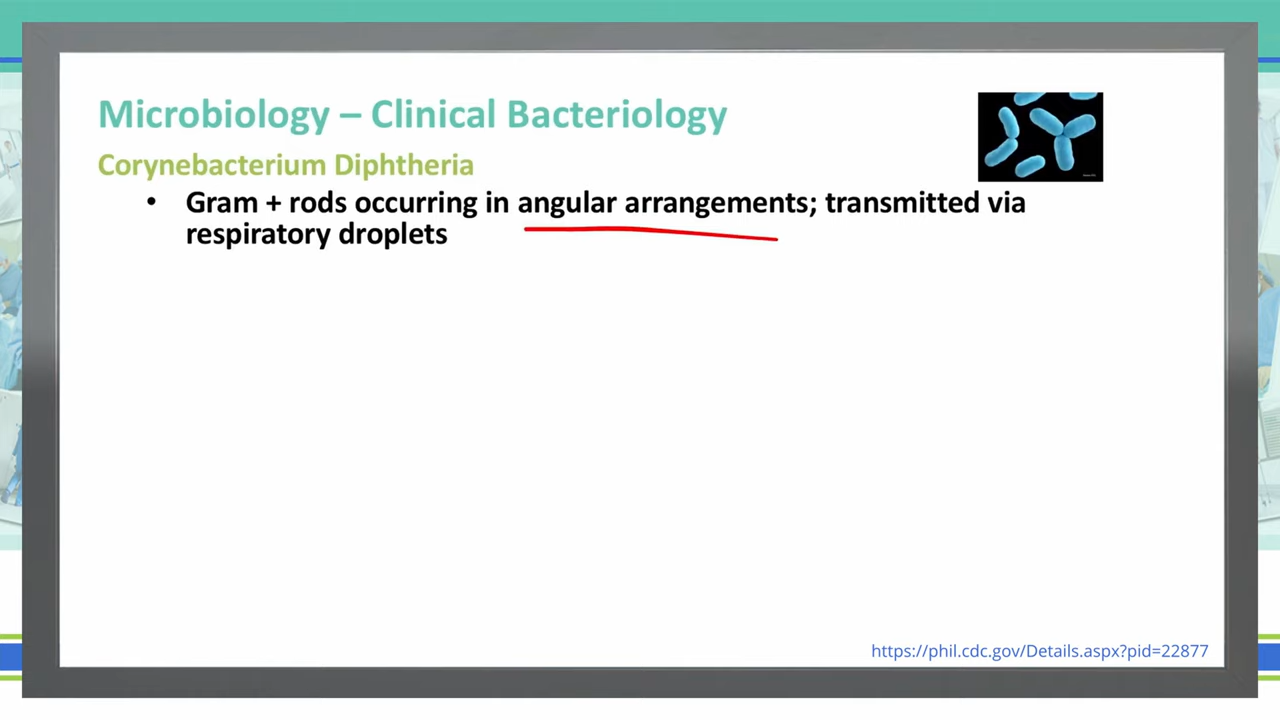 Microbiology – Clinical Bacteriology
Corynebacterium Diphtheria
• Gram + rods occurring in angular arrangements; transmitted via
respiratory droplets
https://phil.cdc.gov/Details.aspx?pid=22877